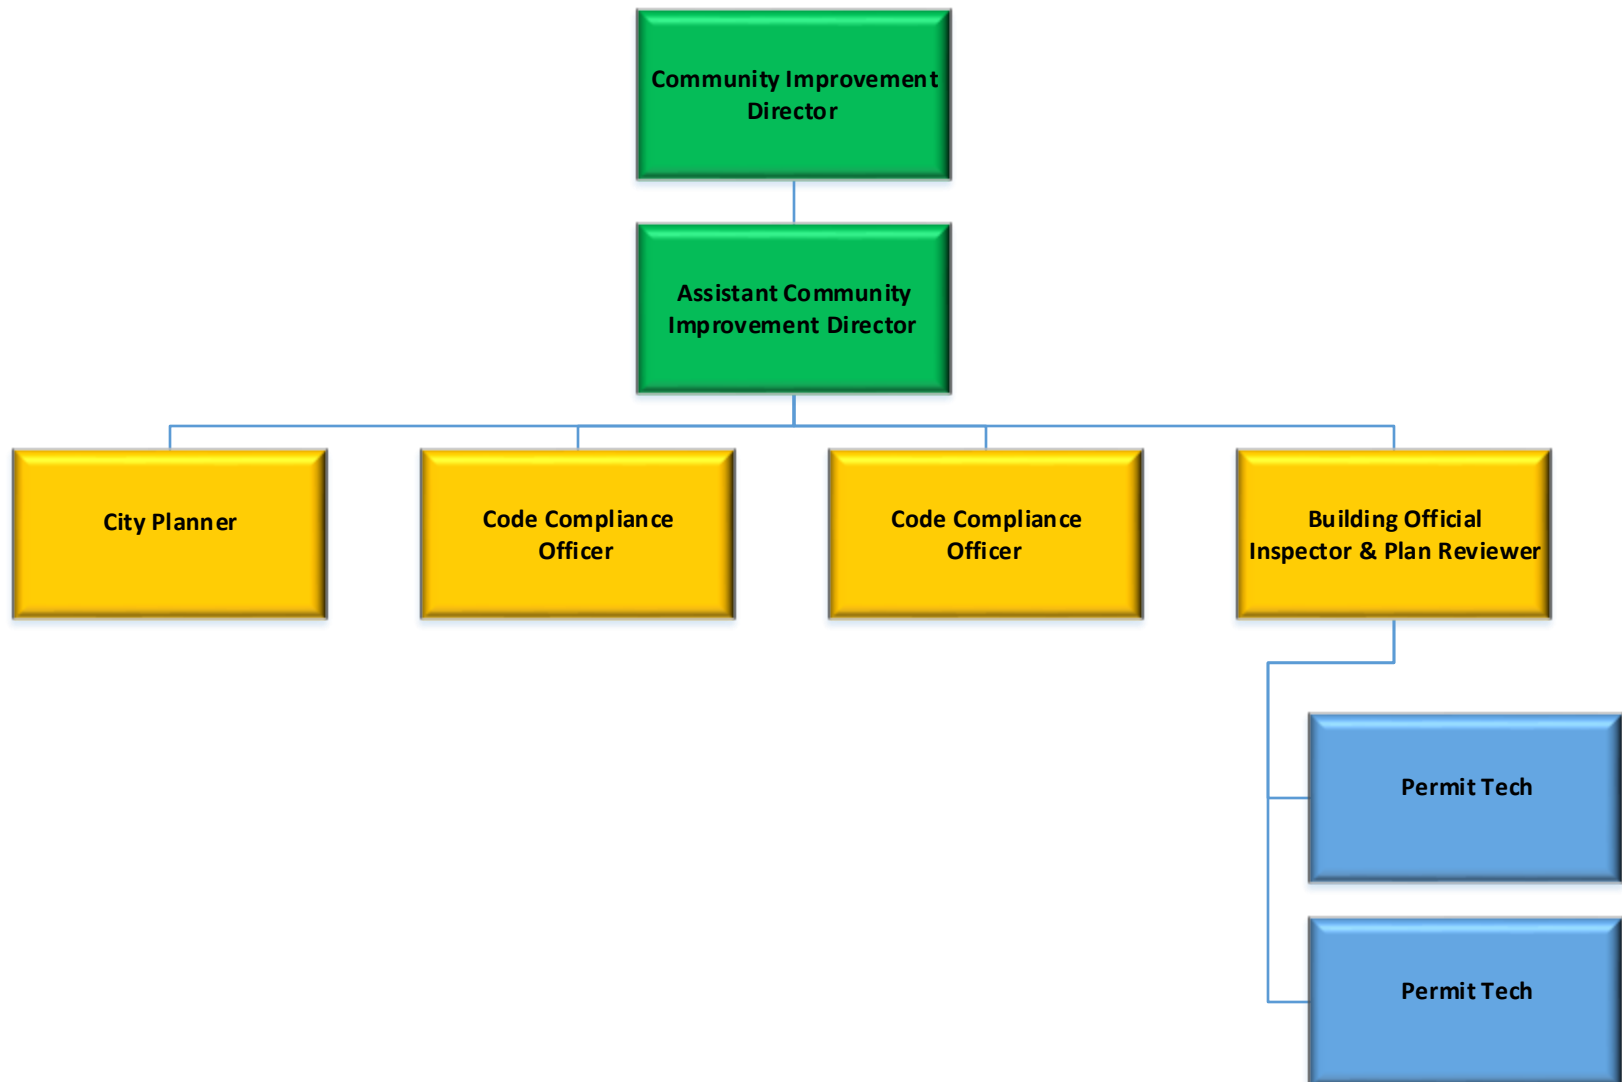 Community Improvement
Director
Assistant Community
Improvement Director
City Planner
Code Compliance
Officer
Code Compliance
Officer
Building Official
Inspector & Plan Reviewer
Permit Tech
Permit Tech